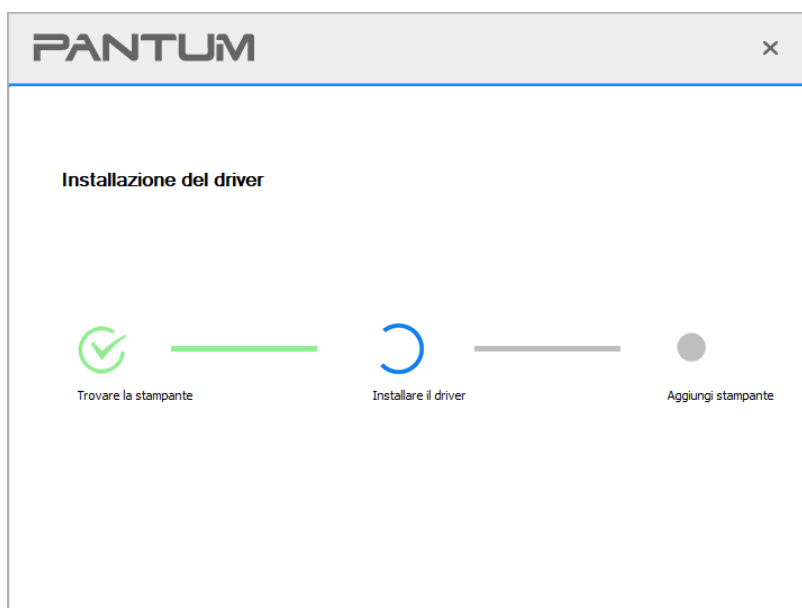 PANTUM
Installazione del driver
Trovare la stampante
Installare il driver
Aggiungi stampante